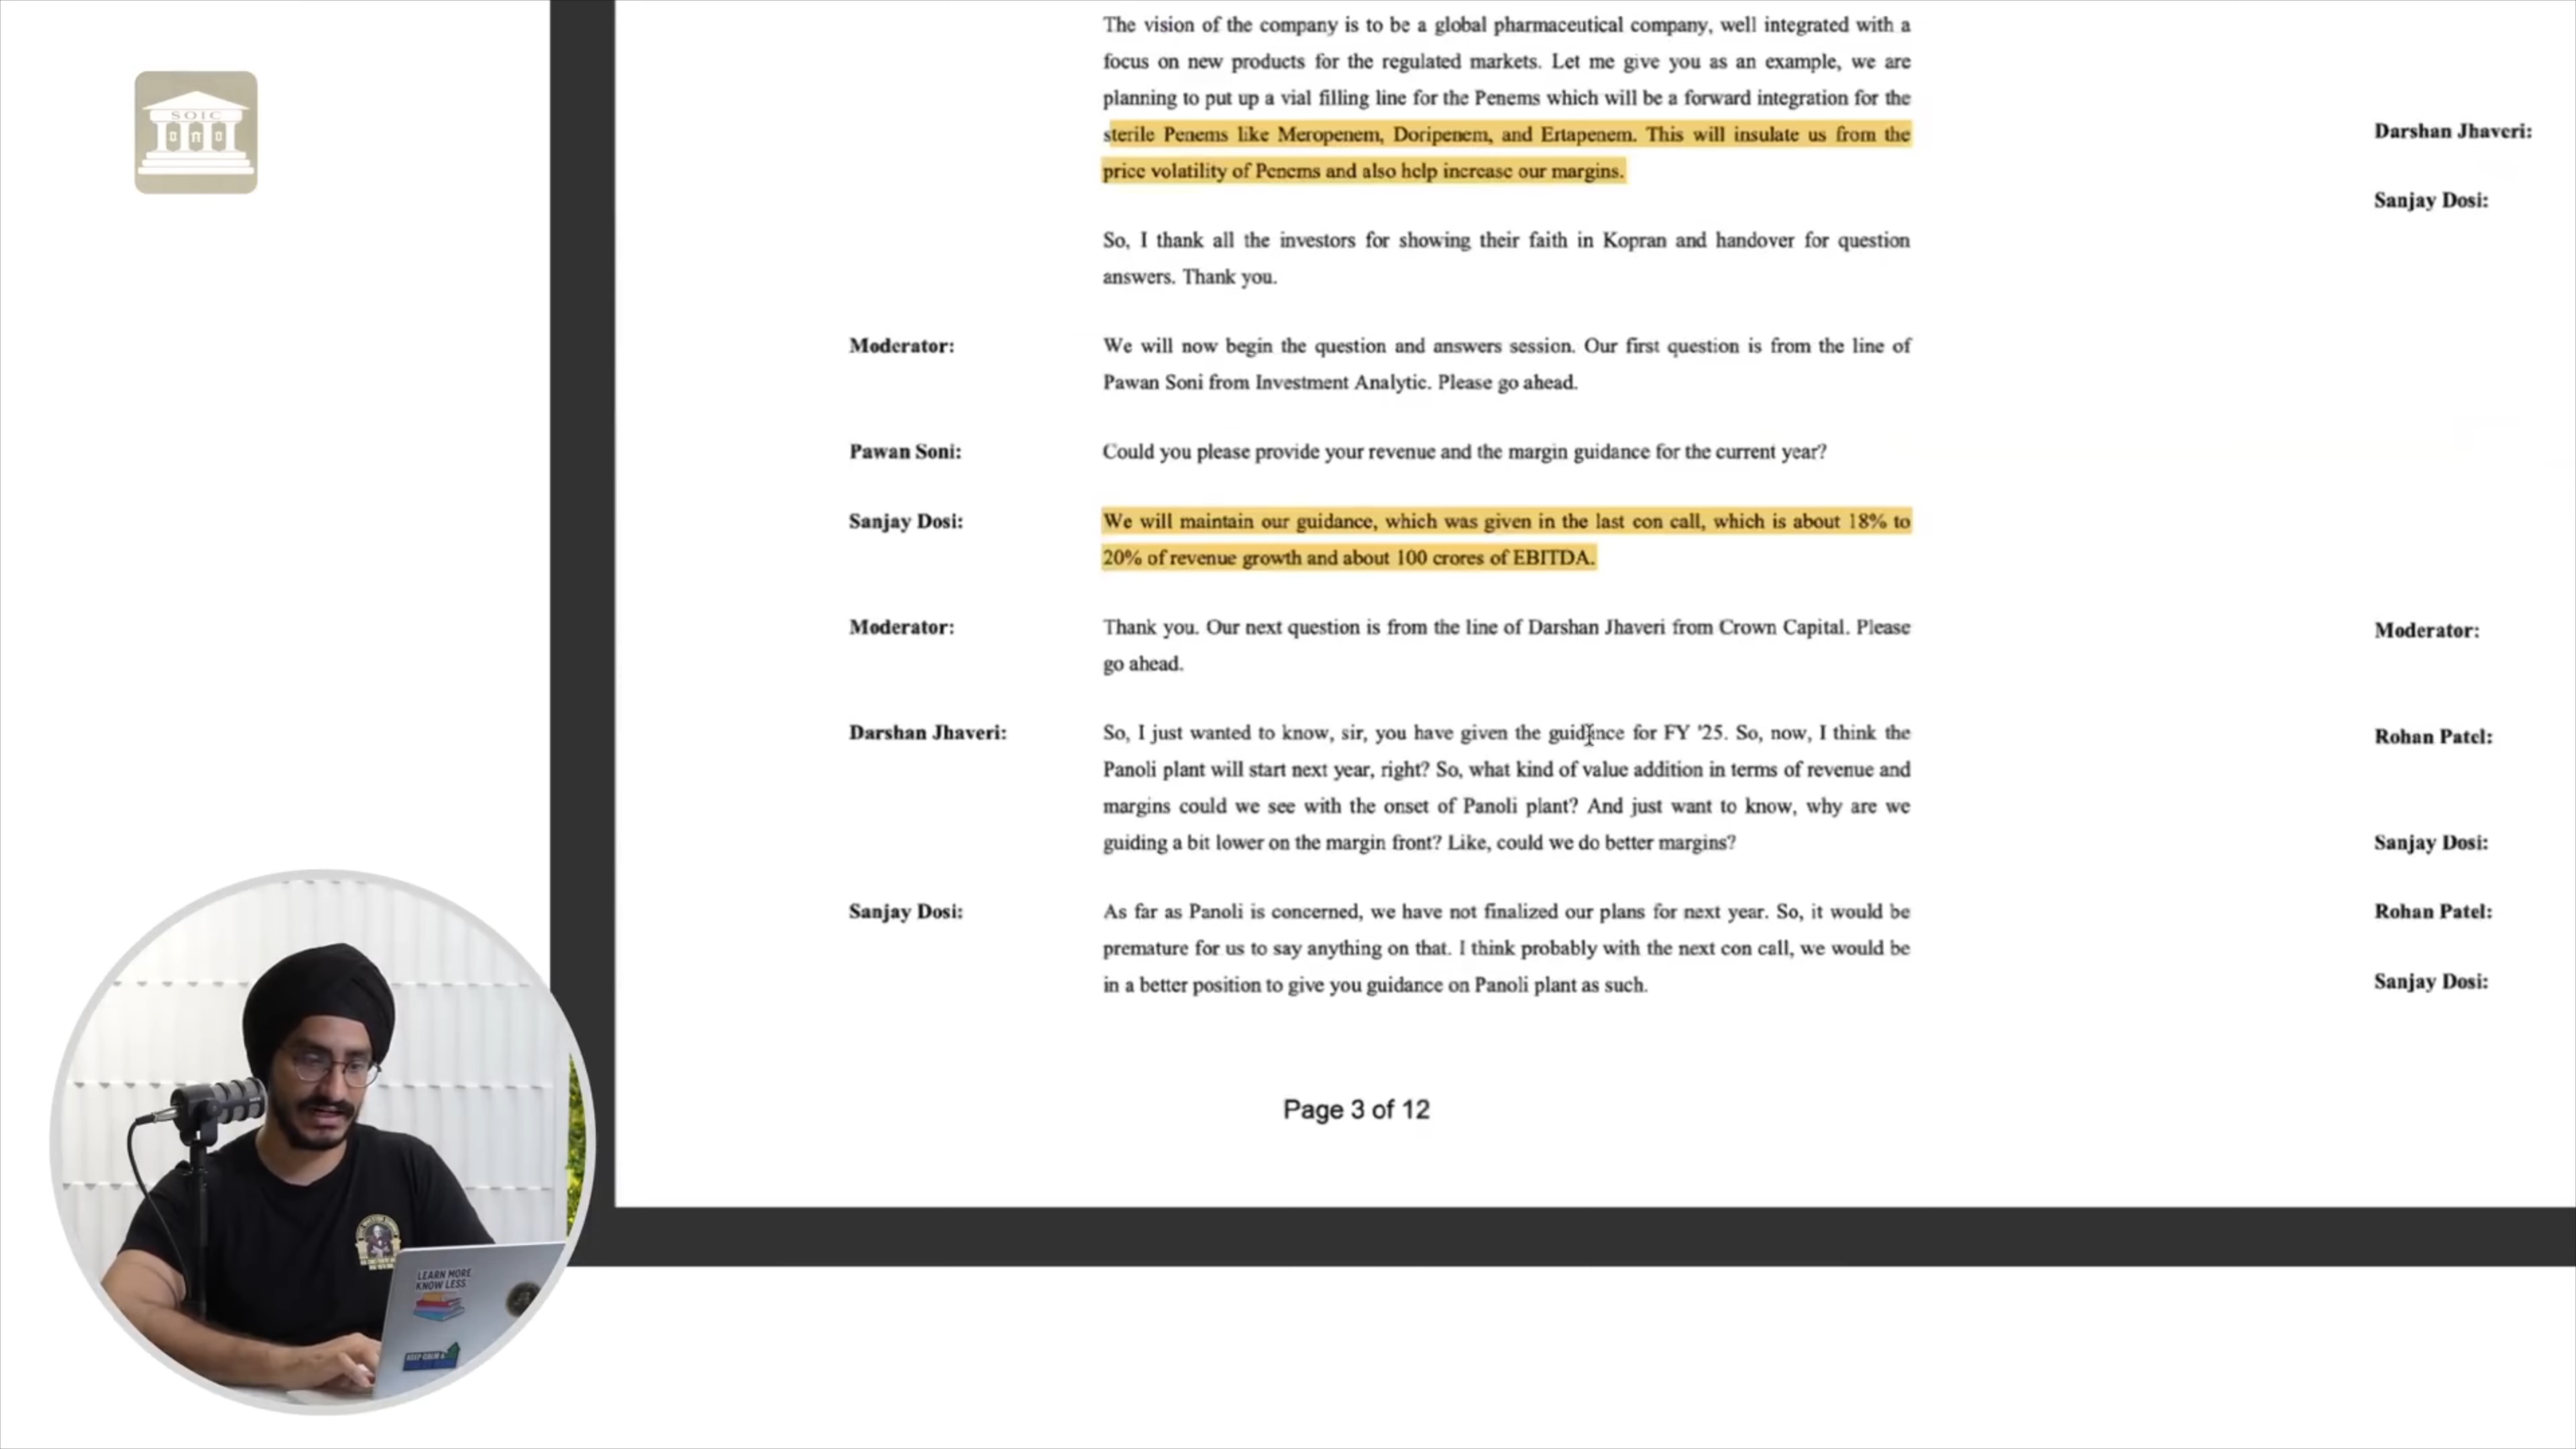 SOIC
The vision of the company is to be a global pharmaceutical company, well integrated with a
focus on new products for the regulated markets. Let me give you as an example, we are
planning to put up a vial filling line for the Penems which will be a forward integration for the
sterile Penems like Meropenem, Doripenem, and Ertapenem. This will insulate us from the
price volatility of Penems and also help increase our margins.
So, I thank all the investors for showing their faith in Kopran and handover for question
answers. Thank you.
Moderator:
We will now begin the question and answers session. Our first question is from the line of
Pawan Soni from Investment Analytic. Please go ahead.
Pawan Soni:
Could you please provide your revenue and the margin guidance for the current year?
Sanjay Dosi:
We will maintain our guidance, which was given in the last con call, which is about 18% to
20% of revenue growth and about 100 crores of EBITDA.
Moderator:
Thank you. Our next question is from the line of Darshan Jhaveri from Crown Capital. Please
go ahead.
Darshan Jhaveri:
So, I just wanted to know, sir, you have given the guidance for FY '25. So, now, I think the
Panoli plant will start next year, right? So, what kind of value addition in terms of revenue and
margins could we see with the onset of Panoli plant? And just want to know, why are we
guiding a bit lower on the margin front? Like, could we do better margins?
Sanjay Dosi:
As far as Panoli is concerned, we have not finalized our plans for next year. So, it would be
premature for us to say anything on that. I think probably with the next con call, we would be
in a better position to give you guidance on Panoli plant as such.
Page 3 of 12
Darshan Jhaveri:
Sanjay Dosi:
Moderator:
Rohan Patel:
Sanjay Dosi:
Rohan Patel:
Sanjay Dosi:
LEARN MORE
KNOW LESS